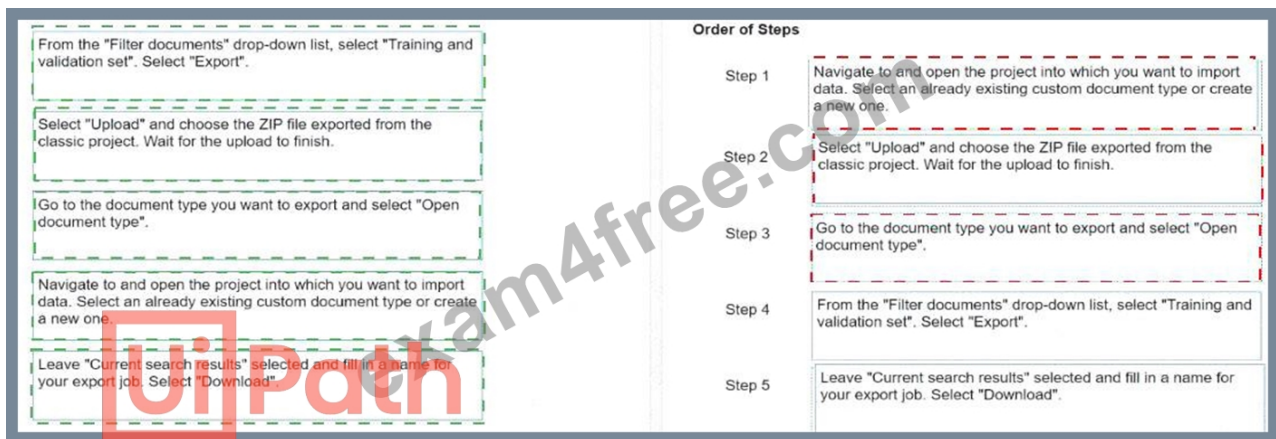 From the "Filter documents" drop-down list, select "Training and
validation set". Select "Export".
Select "Upload" and choose the ZIP file exported from the
classic project. Wait for the upload to finish.
Go to the document type you want to export and select "Open
document type".
Navigate to and open the project into which you want to import
data. Select an already existing custom document type or create
a new one.
Leave "Current search results" selected and fill in a name for
your export job. Select "Download".
Order of Steps
Step 1
Navigate to and open the project into which you want to import
data. Select an already existing custom document type or create
a new one.
Step 2
Select "Upload" and choose the ZIP file exported from the
classic project. Wait for the upload to finish.
Step 3
Go to the document type you want to export and select "Open
document type".
Step 4
From the "Filter documents" drop-down list, select "Training and
validation set". Select "Export".
Step 5
Leave "Current search results" selected and fill in a name for
your export job. Select "Download".
exam4free.com
UiPath